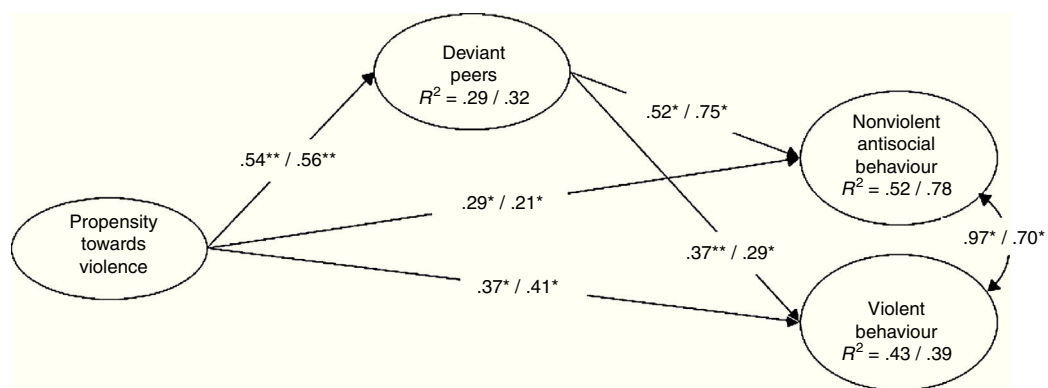 Deviant
peers
R² = .29 / .32
.52* / .75*
Nonviolent
antisocial
behaviour
R² = .52 / .78
.54** / .56**
.29* / .21*
Propensity
towards
violence
.37** / .29*
.97* / .70*
.37* / .41*
Violent
behaviour
R² = .43 / .39